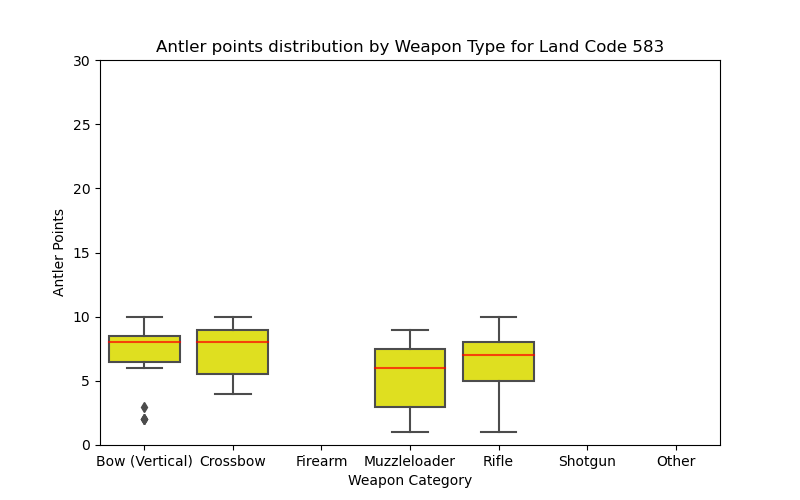 Antler points distribution by Weapon Type for Land Code 583
Antler Points
30
25
20
15
10
5
0
Bow (Vertical) Crossbow Firearm Muzzleloader Rifle Shotgun Other
Weapon Category